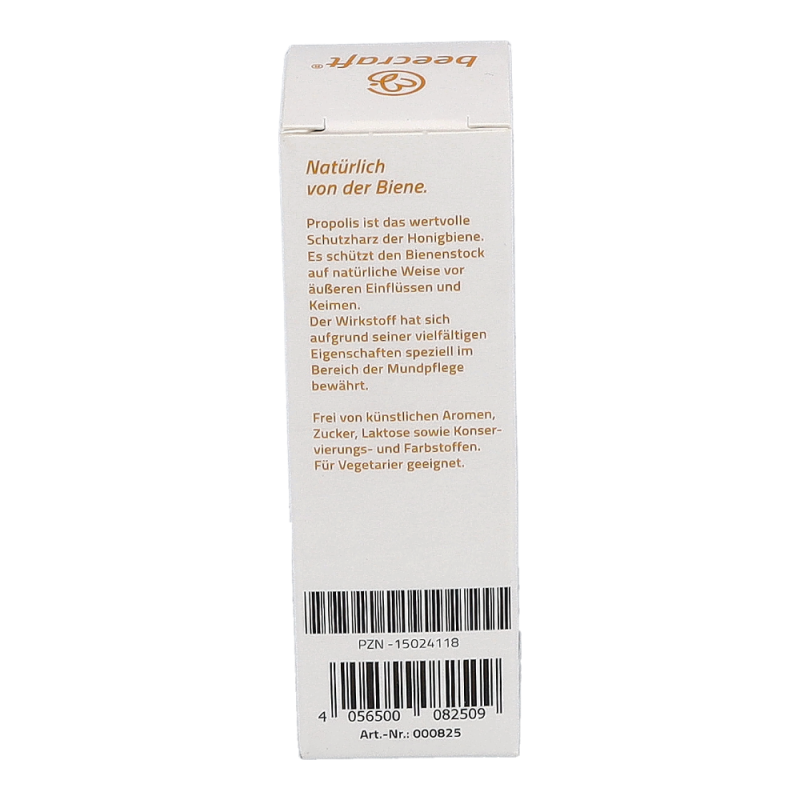 beecraft®
Natürlich
von der Biene.
Propolis ist das wertvolle
Schutzharz der Honigbiene.
Es schützt den Bienenstock
auf natürliche Weise vor
äußeren Einflüssen und
Keimen.
Der Wirkstoff hat sich
aufgrund seiner vielfältigen
Eigenschaften speziell im
Bereich der Mundpflege
bewährt.
Frei von künstlichen Aromen,
Zucker, Laktose sowie Konser-
vierungs- und Farbstoffen.
Für Vegetarier geeignet.
PZN -15024118
4 056500 082509
Art.-Nr.: 000825